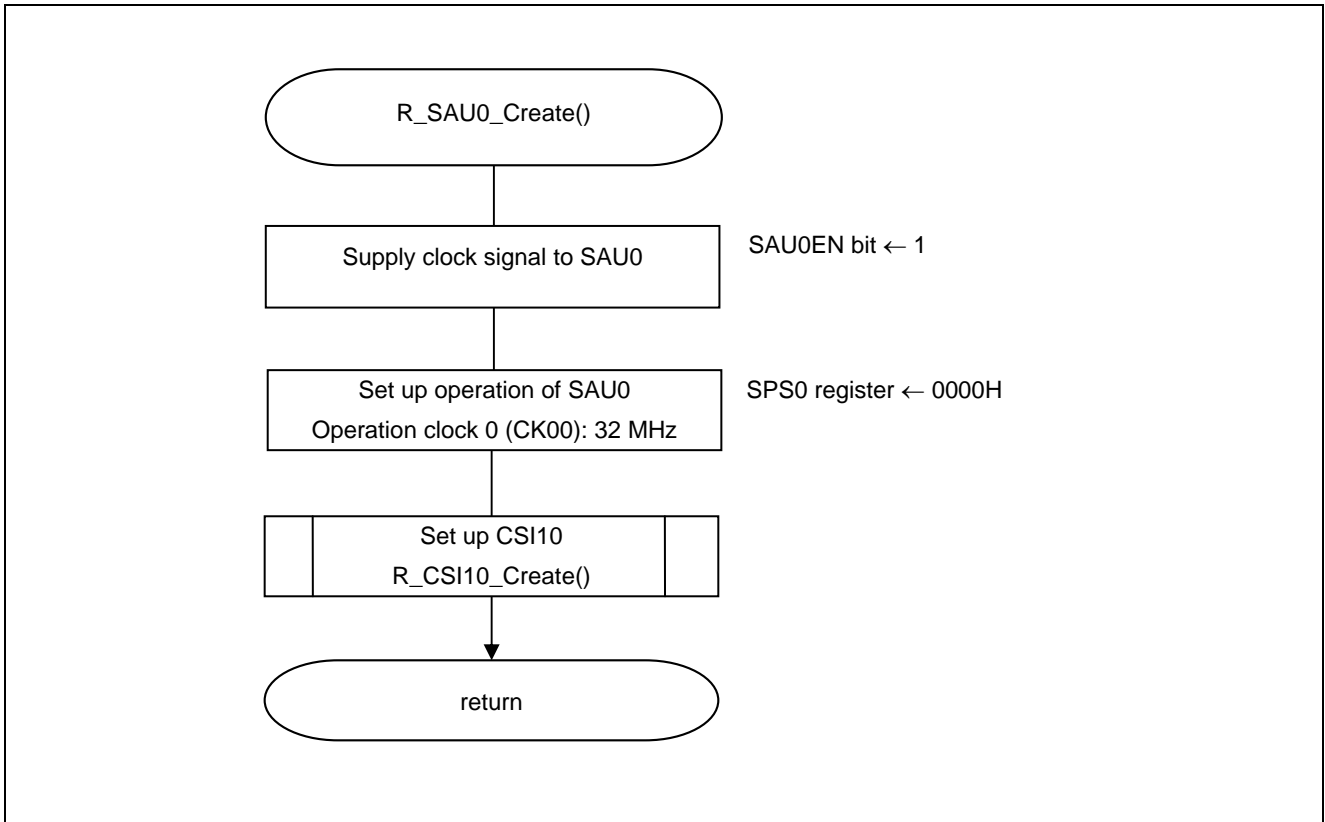 R_SAU0_Create()
Supply clock signal to SAU0
SAU0EN bit ← 1
Set up operation of SAU0
Operation clock 0 (CK00): 32 MHz
SPS0 register ← 0000H
Set up CSI10
R_CSI10_Create()
return